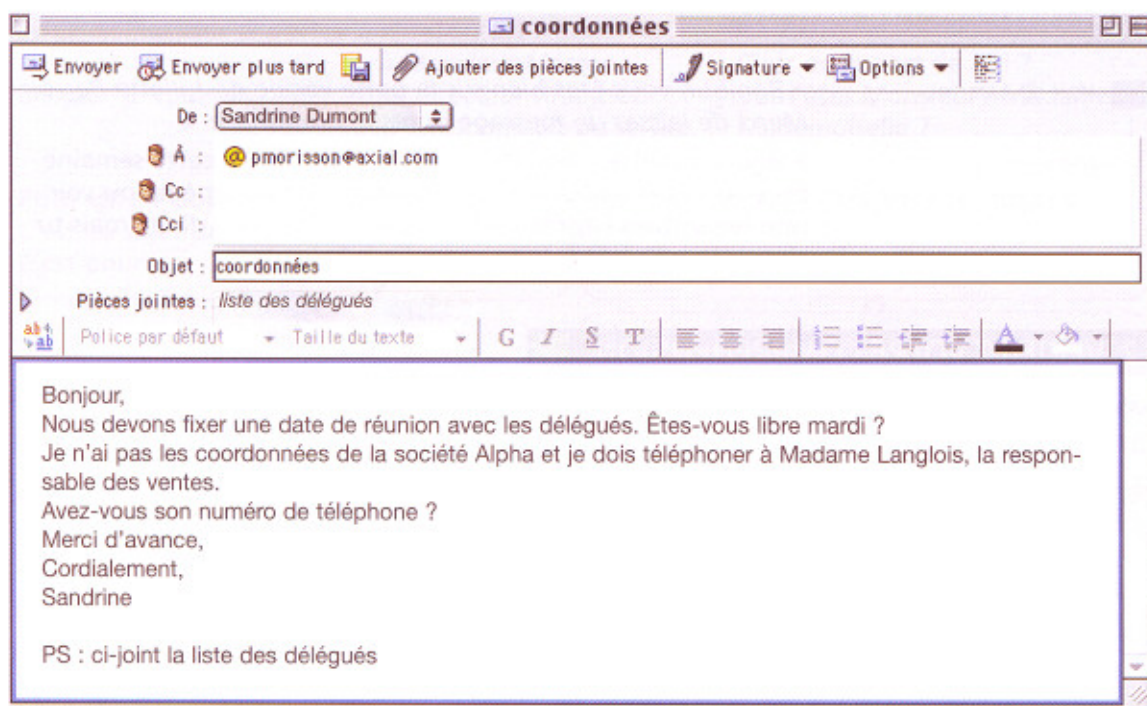 coordonnées
Envoyer Envoyer plus tard Ajouter des pièces jointes Signature Options
De : Sandrine Dumont
À : @ pmorisson@axial.com
Cc :
Cci :
Objet : coordonnées
Pièces jointes : liste des délégués
Police par défaut Taille du texte G I S T
Bonjour,
Nous devons fixer une date de réunion avec les délégués. Êtes-vous libre mardi ?
Je n'ai pas les coordonnées de la société Alpha et je dois téléphoner à Madame Langlois, la respon-
sable des ventes.
Avez-vous son numéro de téléphone ?
Merci d'avance,
Cordialement,
Sandrine
PS : ci-joint la liste des délégués